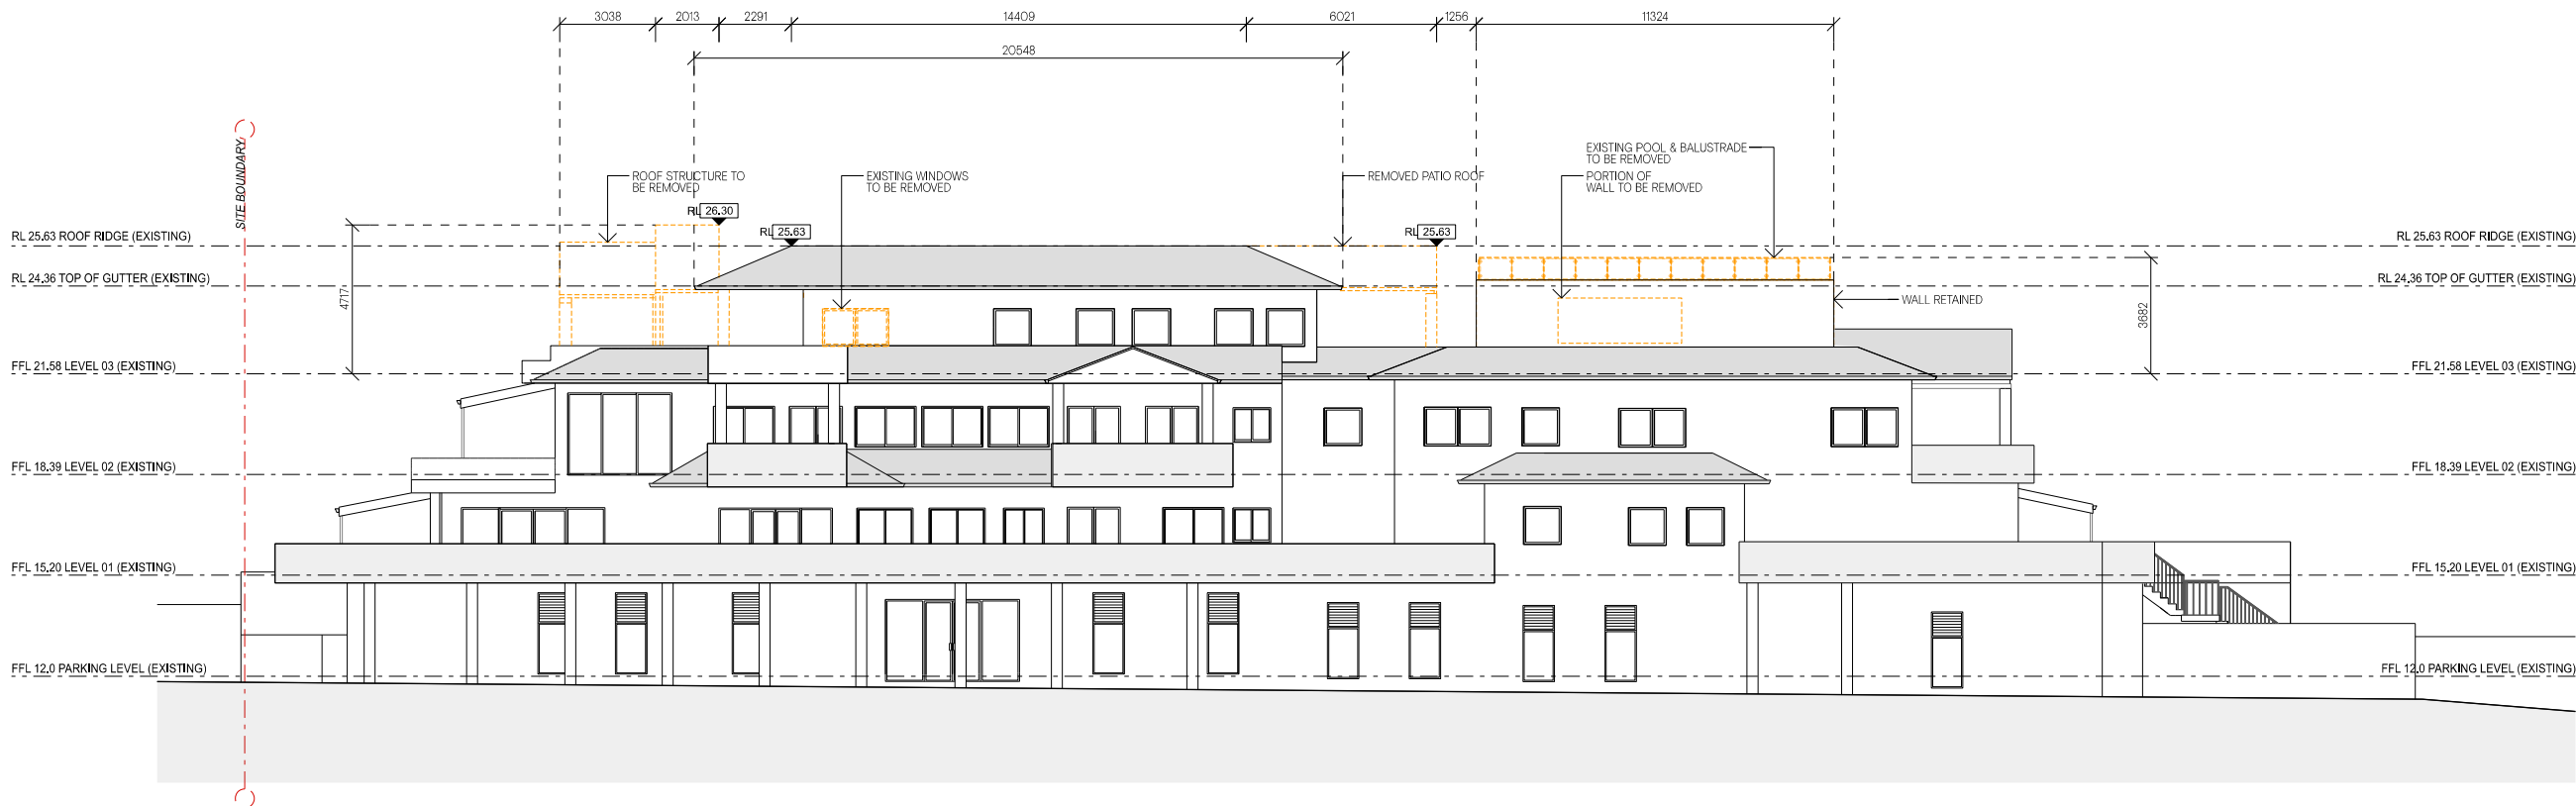 3038
2013
2291
14409
6021
1256
11324
20548
SITE BOUNDARY
EXISTING POOL & BALUSTRADE
TO BE REMOVED
ROOF STRUCTURE TO
BE REMOVED
EXISTING WINDOWS
TO BE REMOVED
REMOVED PATIO ROOF
PORTION OF
WALL TO BE REMOVED
RL 26.30
RL 25.63
RL 25.63
RL 25.63 ROOF RIDGE (EXISTING)
RL 25.63 ROOF RIDGE (EXISTING)
RL 24.36 TOP OF GUTTER (EXISTING)
RL 24.36 TOP OF GUTTER (EXISTING)
4717
WALL RETAINED
3682
FFL 21.58 LEVEL 03 (EXISTING)
FFL 21.58 LEVEL 03 (EXISTING)
FFL 18.39 LEVEL 02 (EXISTING)
FFL 18.39 LEVEL 02 (EXISTING)
FFL 15.20 LEVEL 01 (EXISTING)
FFL 15.20 LEVEL 01 (EXISTING)
FFL 12.0 PARKING LEVEL (EXISTING)
FFL 12.0 PARKING LEVEL (EXISTING)